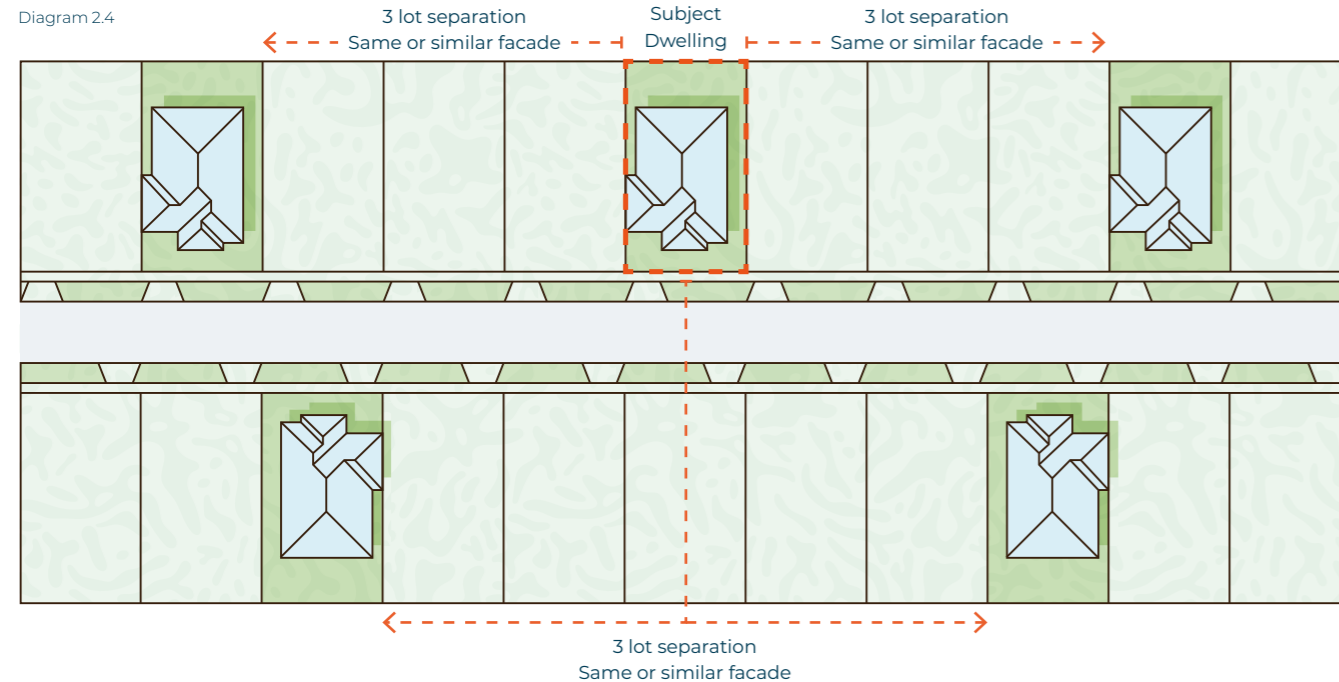 Diagram 2.4
3 lot separation
Same or similar facade
Subject
Dwelling
3 lot separation
Same or similar facade
3 lot separation
Same or similar facade